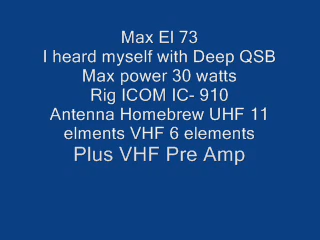 Max El 73
I heard myself with Deep QSB
Max power 30 watts
Rig ICOM IC- 910
Antenna Homebrew UHF 11
elments VHF 6 elements
Plus VHF Pre Amp